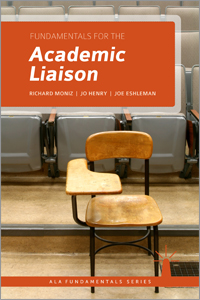 FUNDAMENTALS FOR THE
Academic
Liaison
RICHARD MONIZ | JO HENRY | JOE ESHLEMAN
ALA FUNDAMENTALS SERIES